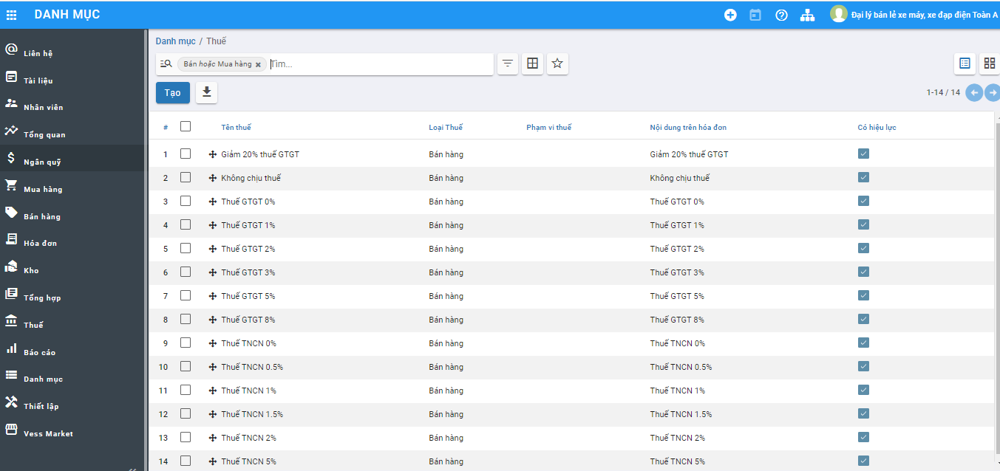 DANH MỤC
Đại lý bán lẻ xe máy, xe đạp điện Toàn A
Liên hệ
Tài liệu
Nhân viên
Tổng quan
Ngân quỹ
Mua hàng
Bán hàng
Hóa đơn
Kho
Tổng hợp
Thuế
Báo cáo
Danh mục
Thiết lập
Vess Market
Danh mục / Thuế
Bán hoặc Mua hàng × Tìm...
Tạo
1-14 / 14
# Tên thuế Loại Thuế Phạm vi thuế Nội dung trên hóa đơn Có hiệu lực
1 Giảm 20% thuế GTGT Bán hàng Giảm 20% thuế GTGT
2 Không chịu thuế Bán hàng Không chịu thuế
3 Thuế GTGT 0% Bán hàng Thuế GTGT 0%
4 Thuế GTGT 1% Bán hàng Thuế GTGT 1%
5 Thuế GTGT 2% Bán hàng Thuế GTGT 2%
6 Thuế GTGT 3% Bán hàng Thuế GTGT 3%
7 Thuế GTGT 5% Bán hàng Thuế GTGT 5%
8 Thuế GTGT 8% Bán hàng Thuế GTGT 8%
9 Thuế TNCN 0% Bán hàng Thuế TNCN 0%
10 Thuế TNCN 0.5% Bán hàng Thuế TNCN 0.5%
11 Thuế TNCN 1% Bán hàng Thuế TNCN 1%
12 Thuế TNCN 1.5% Bán hàng Thuế TNCN 1.5%
13 Thuế TNCN 2% Bán hàng Thuế TNCN 2%
14 Thuế TNCN 5% Bán hàng Thuế TNCN 5%